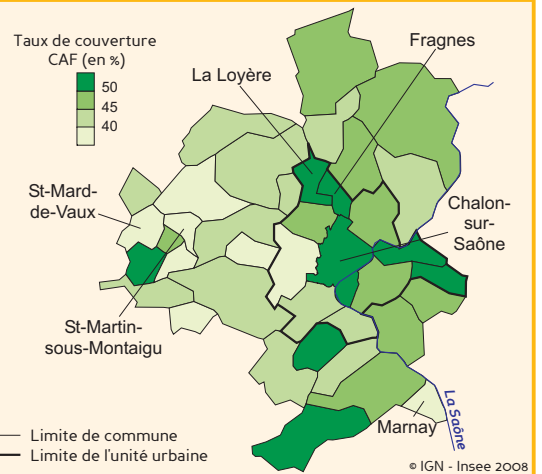 Taux de couverture
CAF (en %)
50
45
40
Fragnes
La Loyère
St-Mard-
de-Vaux
Chalon-
sur-
Saône
St-Martin-
sous-Montaigu
La Saône
Marnay
Limite de commune
Limite de l'unité urbaine
© IGN - Insee 2008